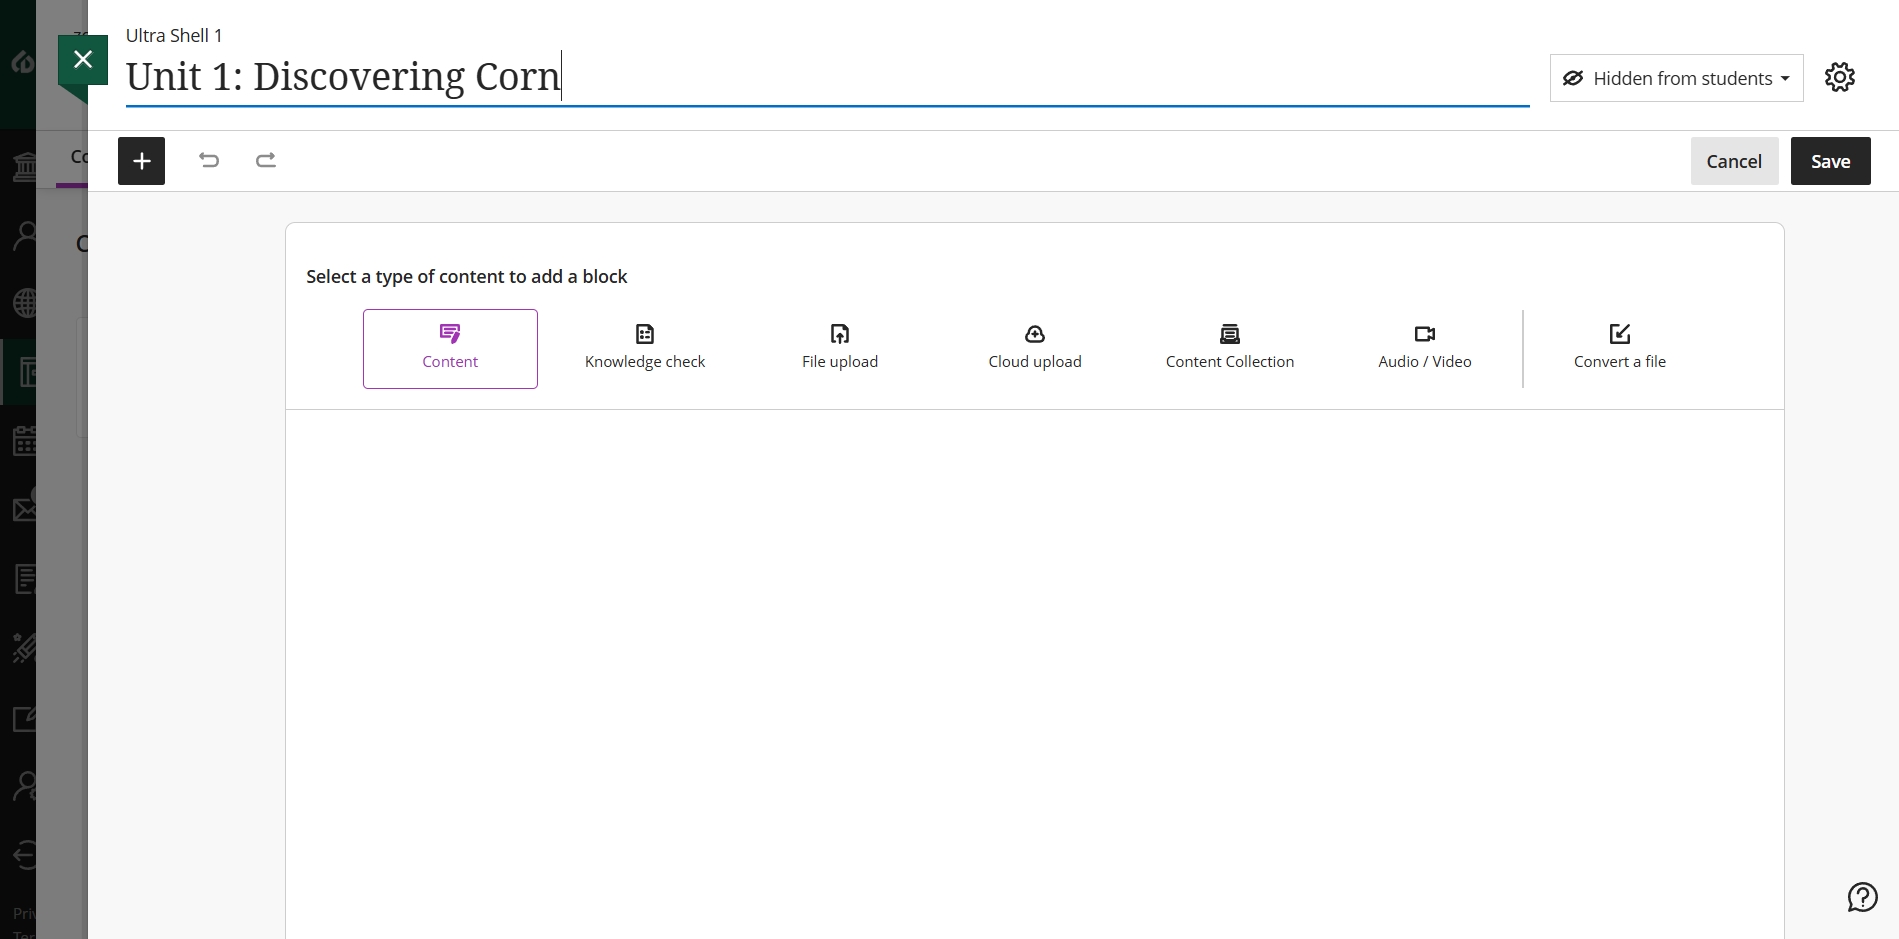 Ultra Shell 1
Unit 1: Discovering Corn
Hidden from students
Cancel
Save
Select a type of content to add a block
Content
Knowledge check
File upload
Cloud upload
Content Collection
Audio / Video
Convert a file